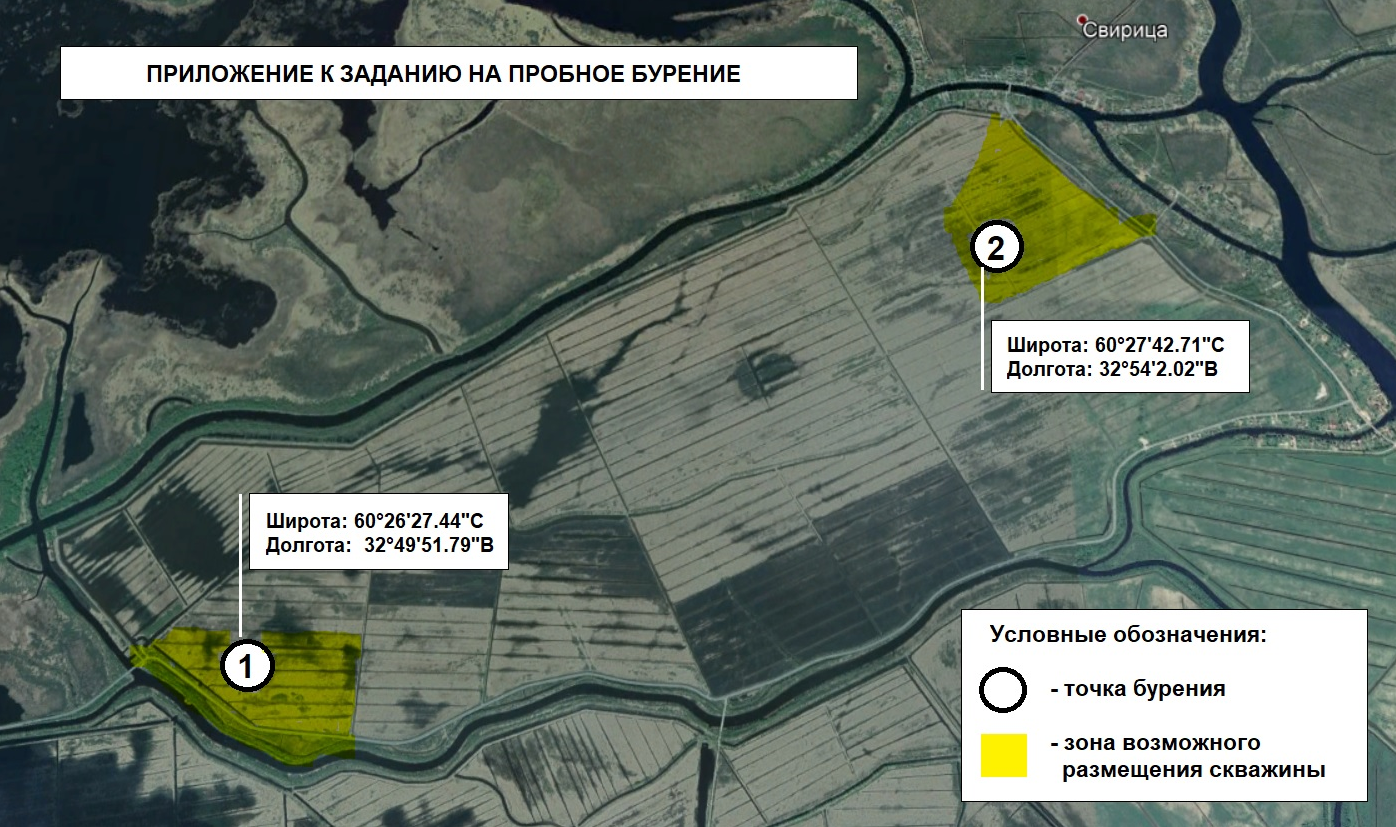 Свирица
ПРИЛОЖЕНИЕ К ЗАДАНИЮ НА ПРОБНОЕ БУРЕНИЕ
2
Широта: 60°27'42.71"С
Долгота: 32°54'2.02"В
Широта: 60°26'27.44"С
Долгота: 32°49'51.79"В
1
Условные обозначения:
- точка бурения
- зона возможного
размещения скважины